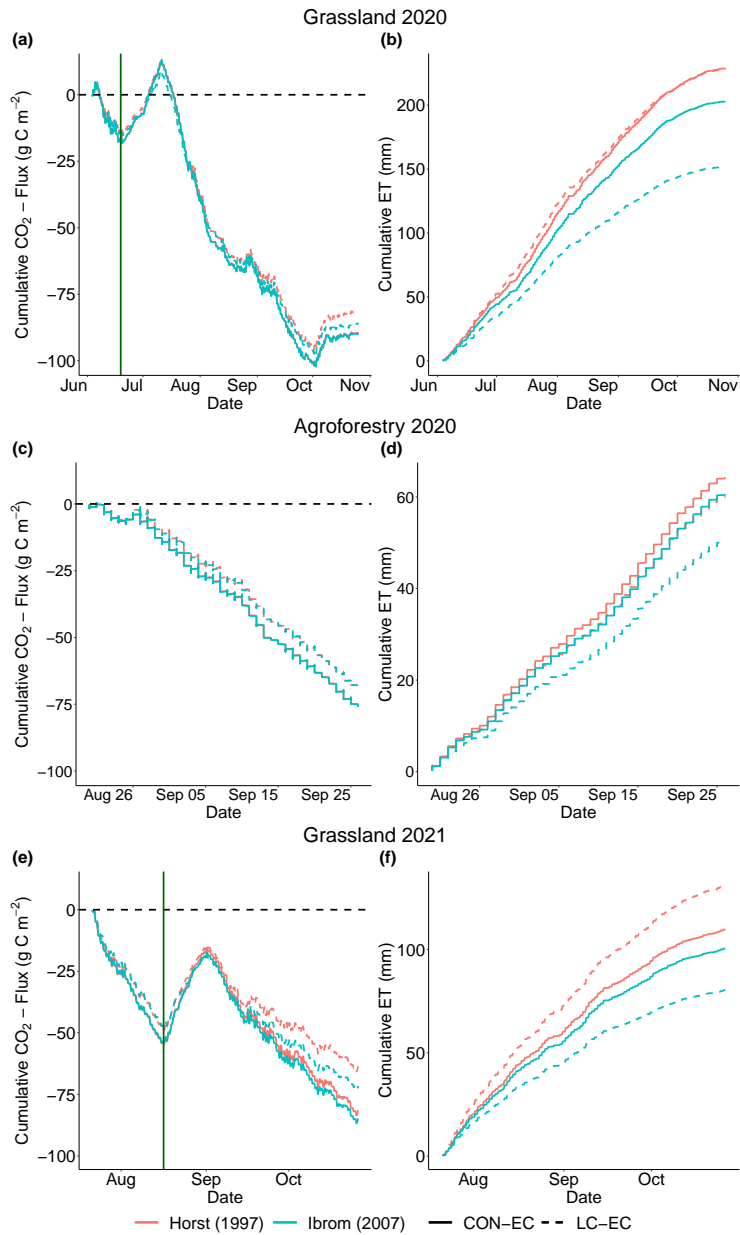 Grassland 2020
(a)
(b)
Cumulative CO2 − Flux (g C m−2)
0
−25
−50
−75
−100
Jun
Jul
Aug
Sep
Oct
Nov
Date
Cumulative ET (mm)
200
150
100
50
0
Jun
Jul
Aug
Sep
Oct
Nov
Date
Agroforestry 2020
(c)
(d)
Cumulative CO2 − Flux (g C m−2)
0
−25
−50
−75
−100
Aug 26
Sep 05
Sep 15
Sep 25
Date
Cumulative ET (mm)
60
40
20
0
Aug 26
Sep 05
Sep 15
Sep 25
Date
Grassland 2021
(e)
(f)
Cumulative CO2 − Flux (g C m−2)
0
−25
−50
−75
−100
Aug
Sep
Oct
Date
Cumulative ET (mm)
100
50
0
Aug
Sep
Oct
Date
Horst (1997)
Ibrom (2007)
CON−EC
LC−EC